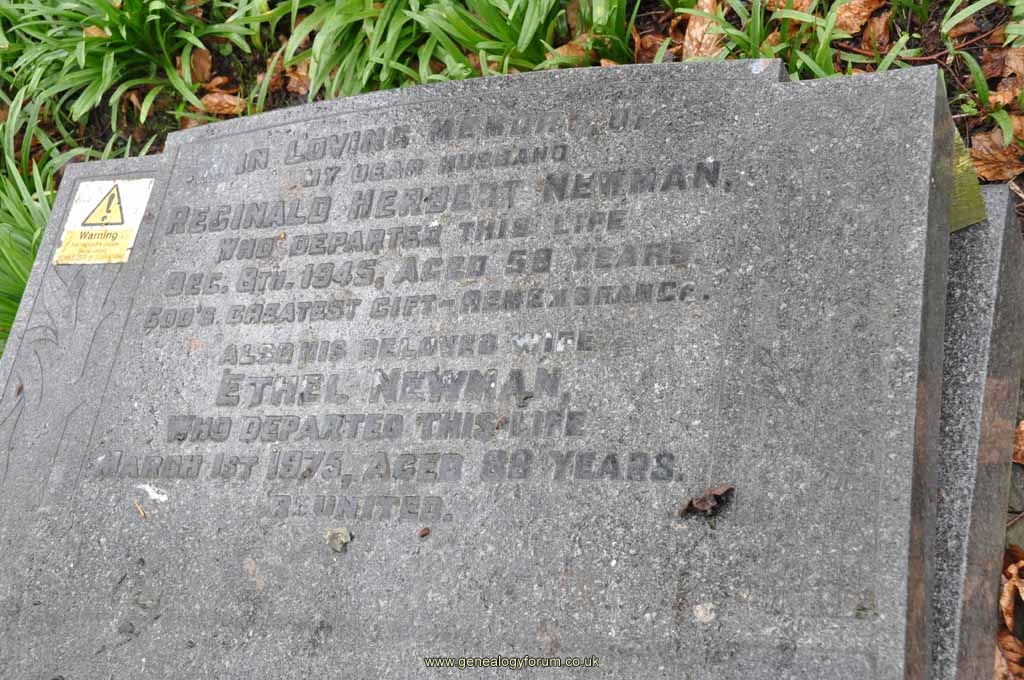 IN LOVING MEMORY OF
MY DEAR HUSBAND
REGINALD HERBERT NEWMAN,
WHO DEPARTED THIS LIFE
DEC. 8TH. 1945, AGED 58 YEARS.
GOD'S GREATEST GIFT-REMEMBRANCE.
ALSO HIS BELOVED WIFE
ETHEL NEWMAN,
WHO DEPARTED THIS LIFE
MARCH 1ST 1975, AGED 88 YEARS.
REUNITED.
Warning
www.genealogyforum.co.uk